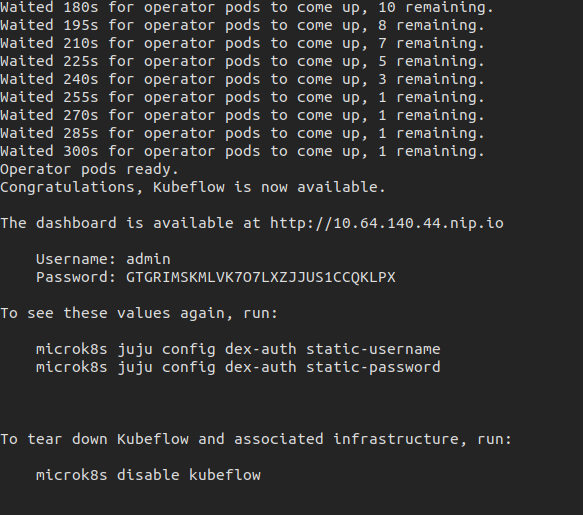 Waited 180s for operator pods to come up, 10 remaining.
Waited 195s for operator pods to come up, 8 remaining.
Waited 210s for operator pods to come up, 7 remaining.
Waited 225s for operator pods to come up, 5 remaining.
Waited 240s for operator pods to come up, 3 remaining.
Waited 255s for operator pods to come up, 1 remaining.
Waited 270s for operator pods to come up, 1 remaining.
Waited 285s for operator pods to come up, 1 remaining.
Waited 300s for operator pods to come up, 1 remaining.
Operator pods ready.
Congratulations, Kubeflow is now available.
The dashboard is available at http://10.64.140.44.nip.io
Username: admin
Password: GTGRIMSKMLVK7O7LXZJJUS1CCQKLPX
To see these values again, run:
microk8s juju config dex-auth static-username
microk8s juju config dex-auth static-password
To tear down Kubeflow and associated infrastructure, run:
microk8s disable kubeflow